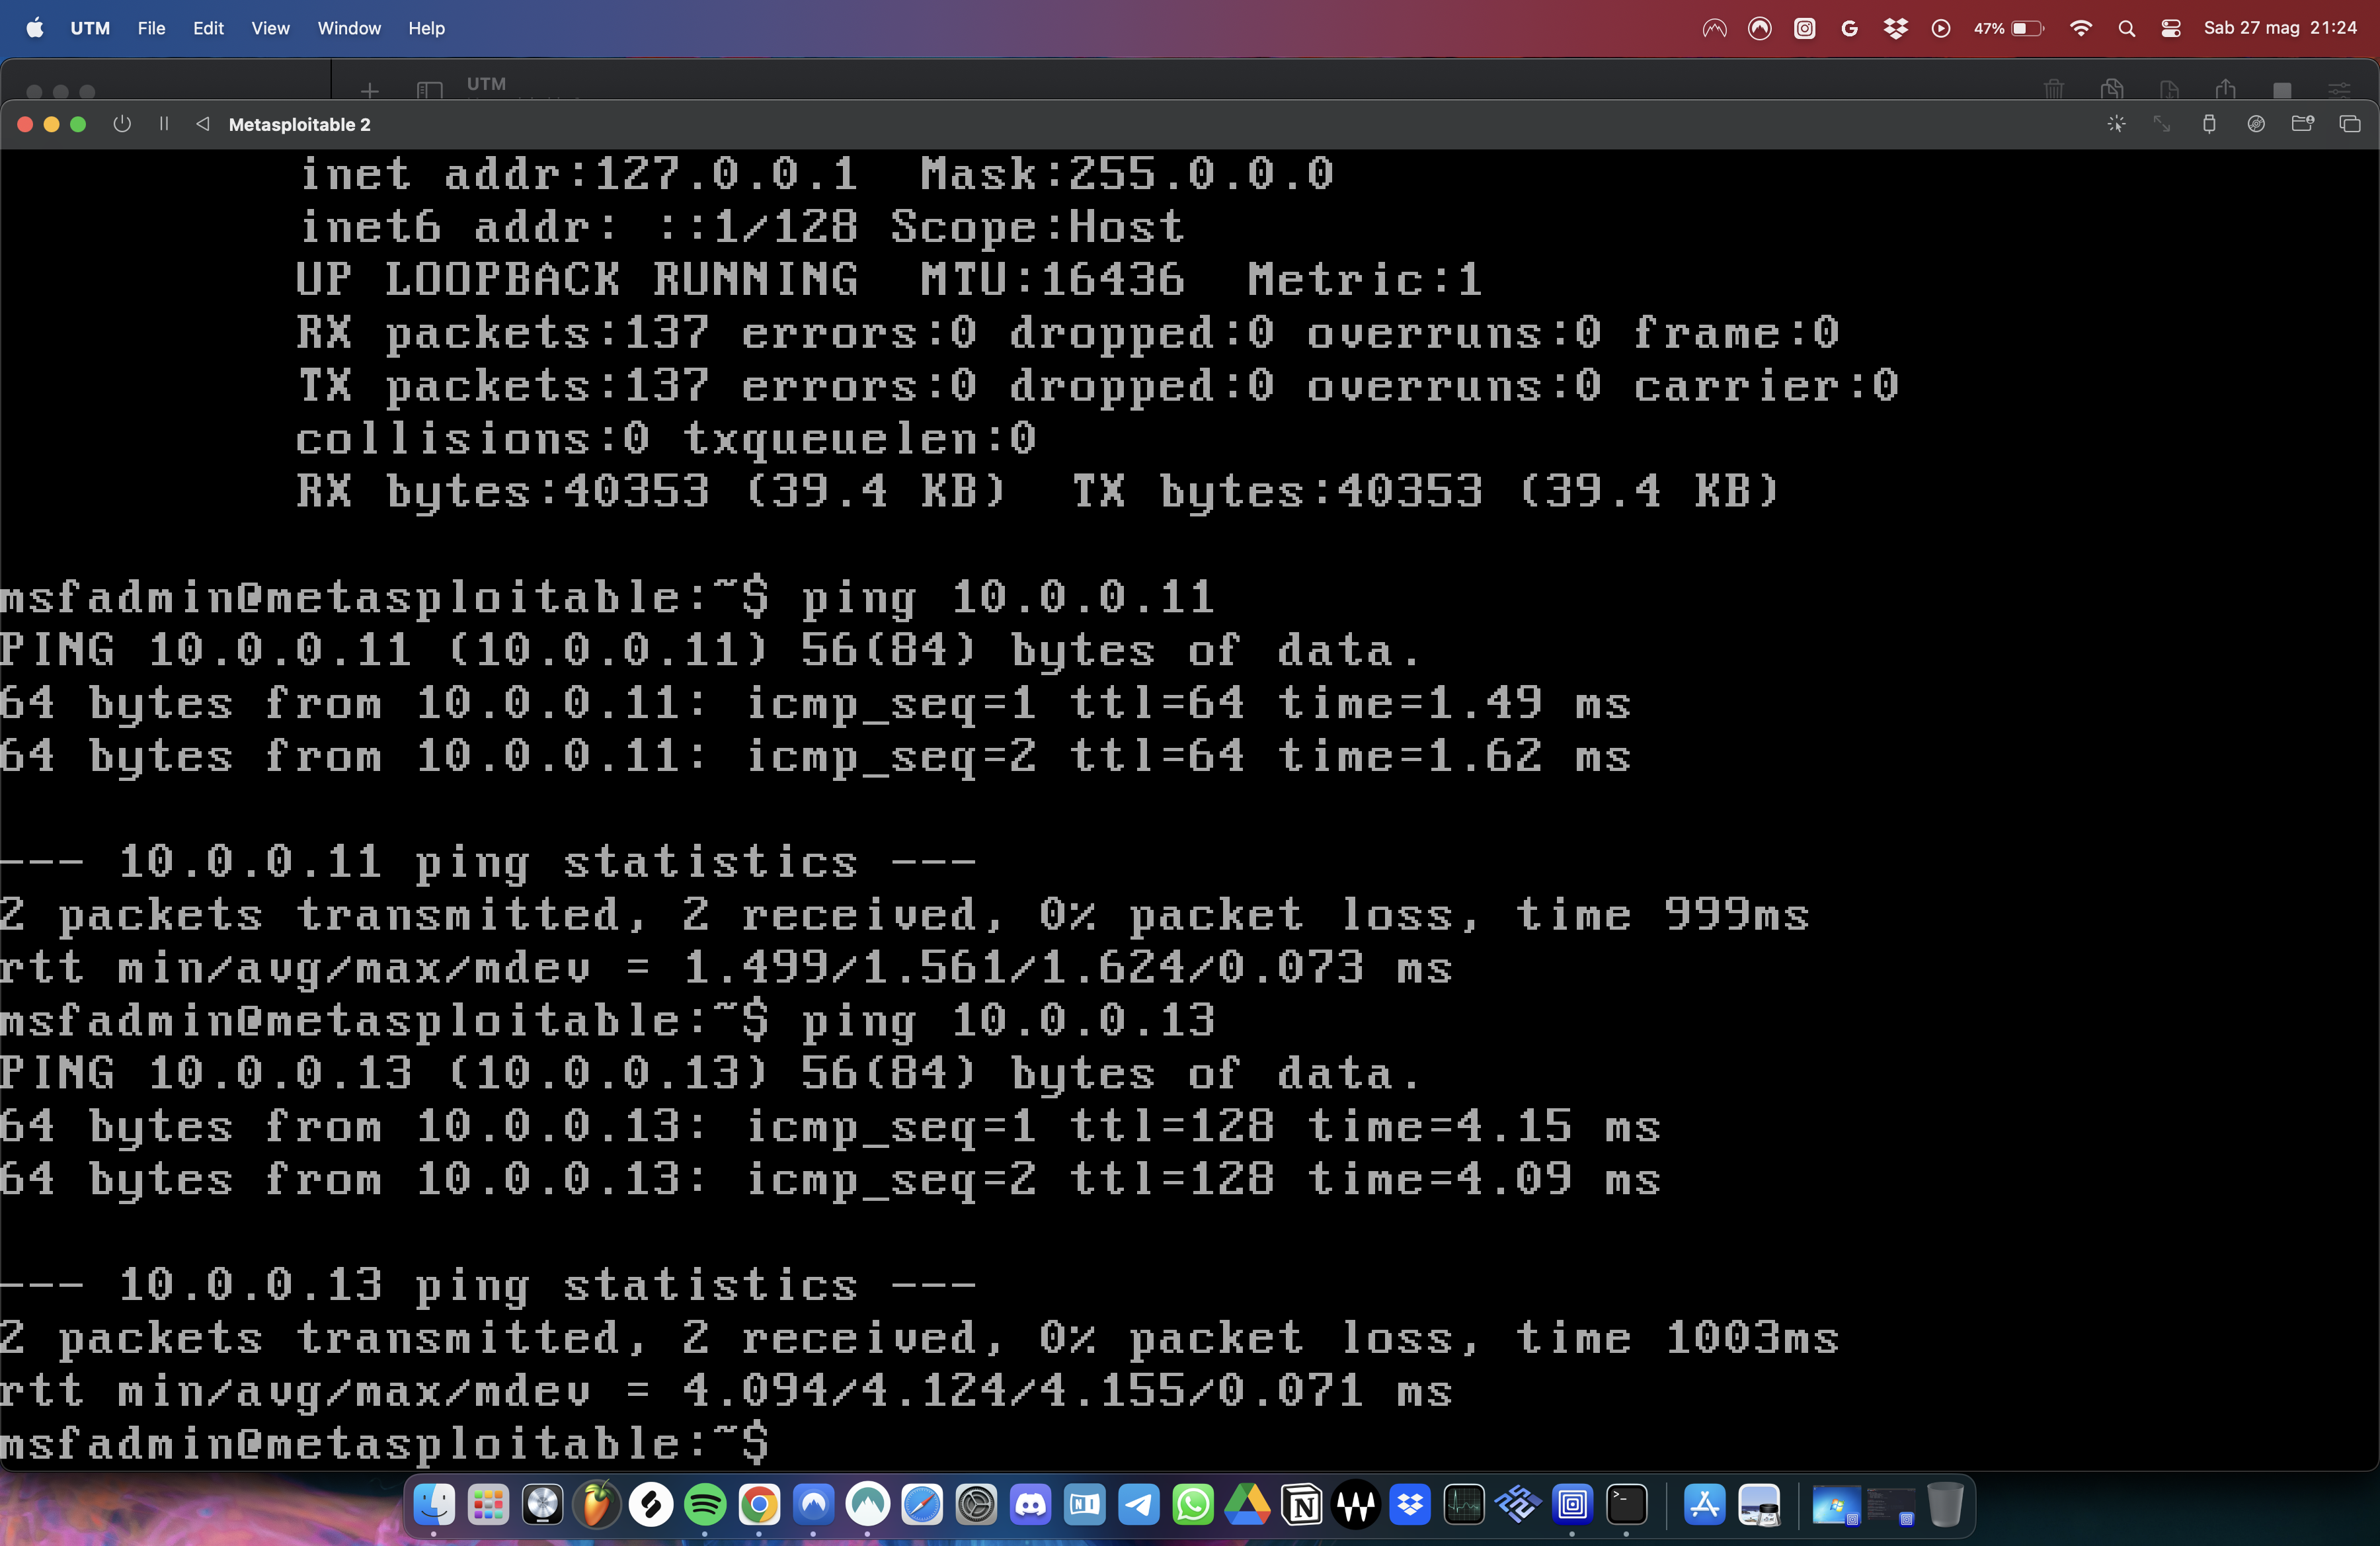 UTM File Edit View Window Help 47% Sab 27 mag 21:24
UTM
Metasploitable 2
inet addr:127.0.0.1  Mask:255.0.0.0
inet6 addr: ::1/128 Scope:Host
UP LOOPBACK RUNNING  MTU:16436  Metric:1
RX packets:137 errors:0 dropped:0 overruns:0 frame:0
TX packets:137 errors:0 dropped:0 overruns:0 carrier:0
collisions:0 txqueuelen:0
RX bytes:40353 (39.4 KB)  TX bytes:40353 (39.4 KB)
msfadmin@metasploitable:~$ ping 10.0.0.11
PING 10.0.0.11 (10.0.0.11) 56(84) bytes of data.
64 bytes from 10.0.0.11: icmp_seq=1 ttl=64 time=1.49 ms
64 bytes from 10.0.0.11: icmp_seq=2 ttl=64 time=1.62 ms
--- 10.0.0.11 ping statistics ---
2 packets transmitted, 2 received, 0% packet loss, time 999ms
rtt min/avg/max/mdev = 1.499/1.561/1.624/0.073 ms
msfadmin@metasploitable:~$ ping 10.0.0.13
PING 10.0.0.13 (10.0.0.13) 56(84) bytes of data.
64 bytes from 10.0.0.13: icmp_seq=1 ttl=128 time=4.15 ms
64 bytes from 10.0.0.13: icmp_seq=2 ttl=128 time=4.09 ms
--- 10.0.0.13 ping statistics ---
2 packets transmitted, 2 received, 0% packet loss, time 1003ms
rtt min/avg/max/mdev = 4.094/4.124/4.155/0.071 ms
msfadmin@metasploitable:~$